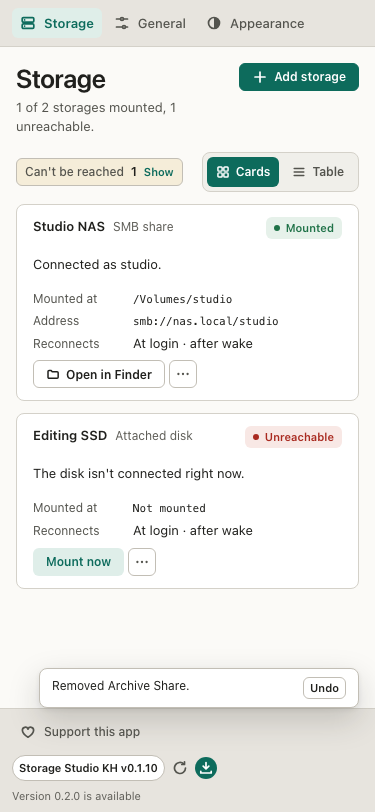 Storage General Appearance
Storage
Add storage
1 of 2 storages mounted, 1
unreachable.
Can't be reached 1 Show
Cards Table
Studio NAS SMB share Mounted
Connected as studio.
Mounted at /Volumes/studio
Address smb://nas.local/studio
Reconnects At login · after wake
Open in Finder ...
Editing SSD Attached disk Unreachable
The disk isn't connected right now.
Mounted at Not mounted
Reconnects At login · after wake
Mount now ...
Removed Archive Share. Undo
Support this app
Storage Studio KH v0.1.10
Version 0.2.0 is available